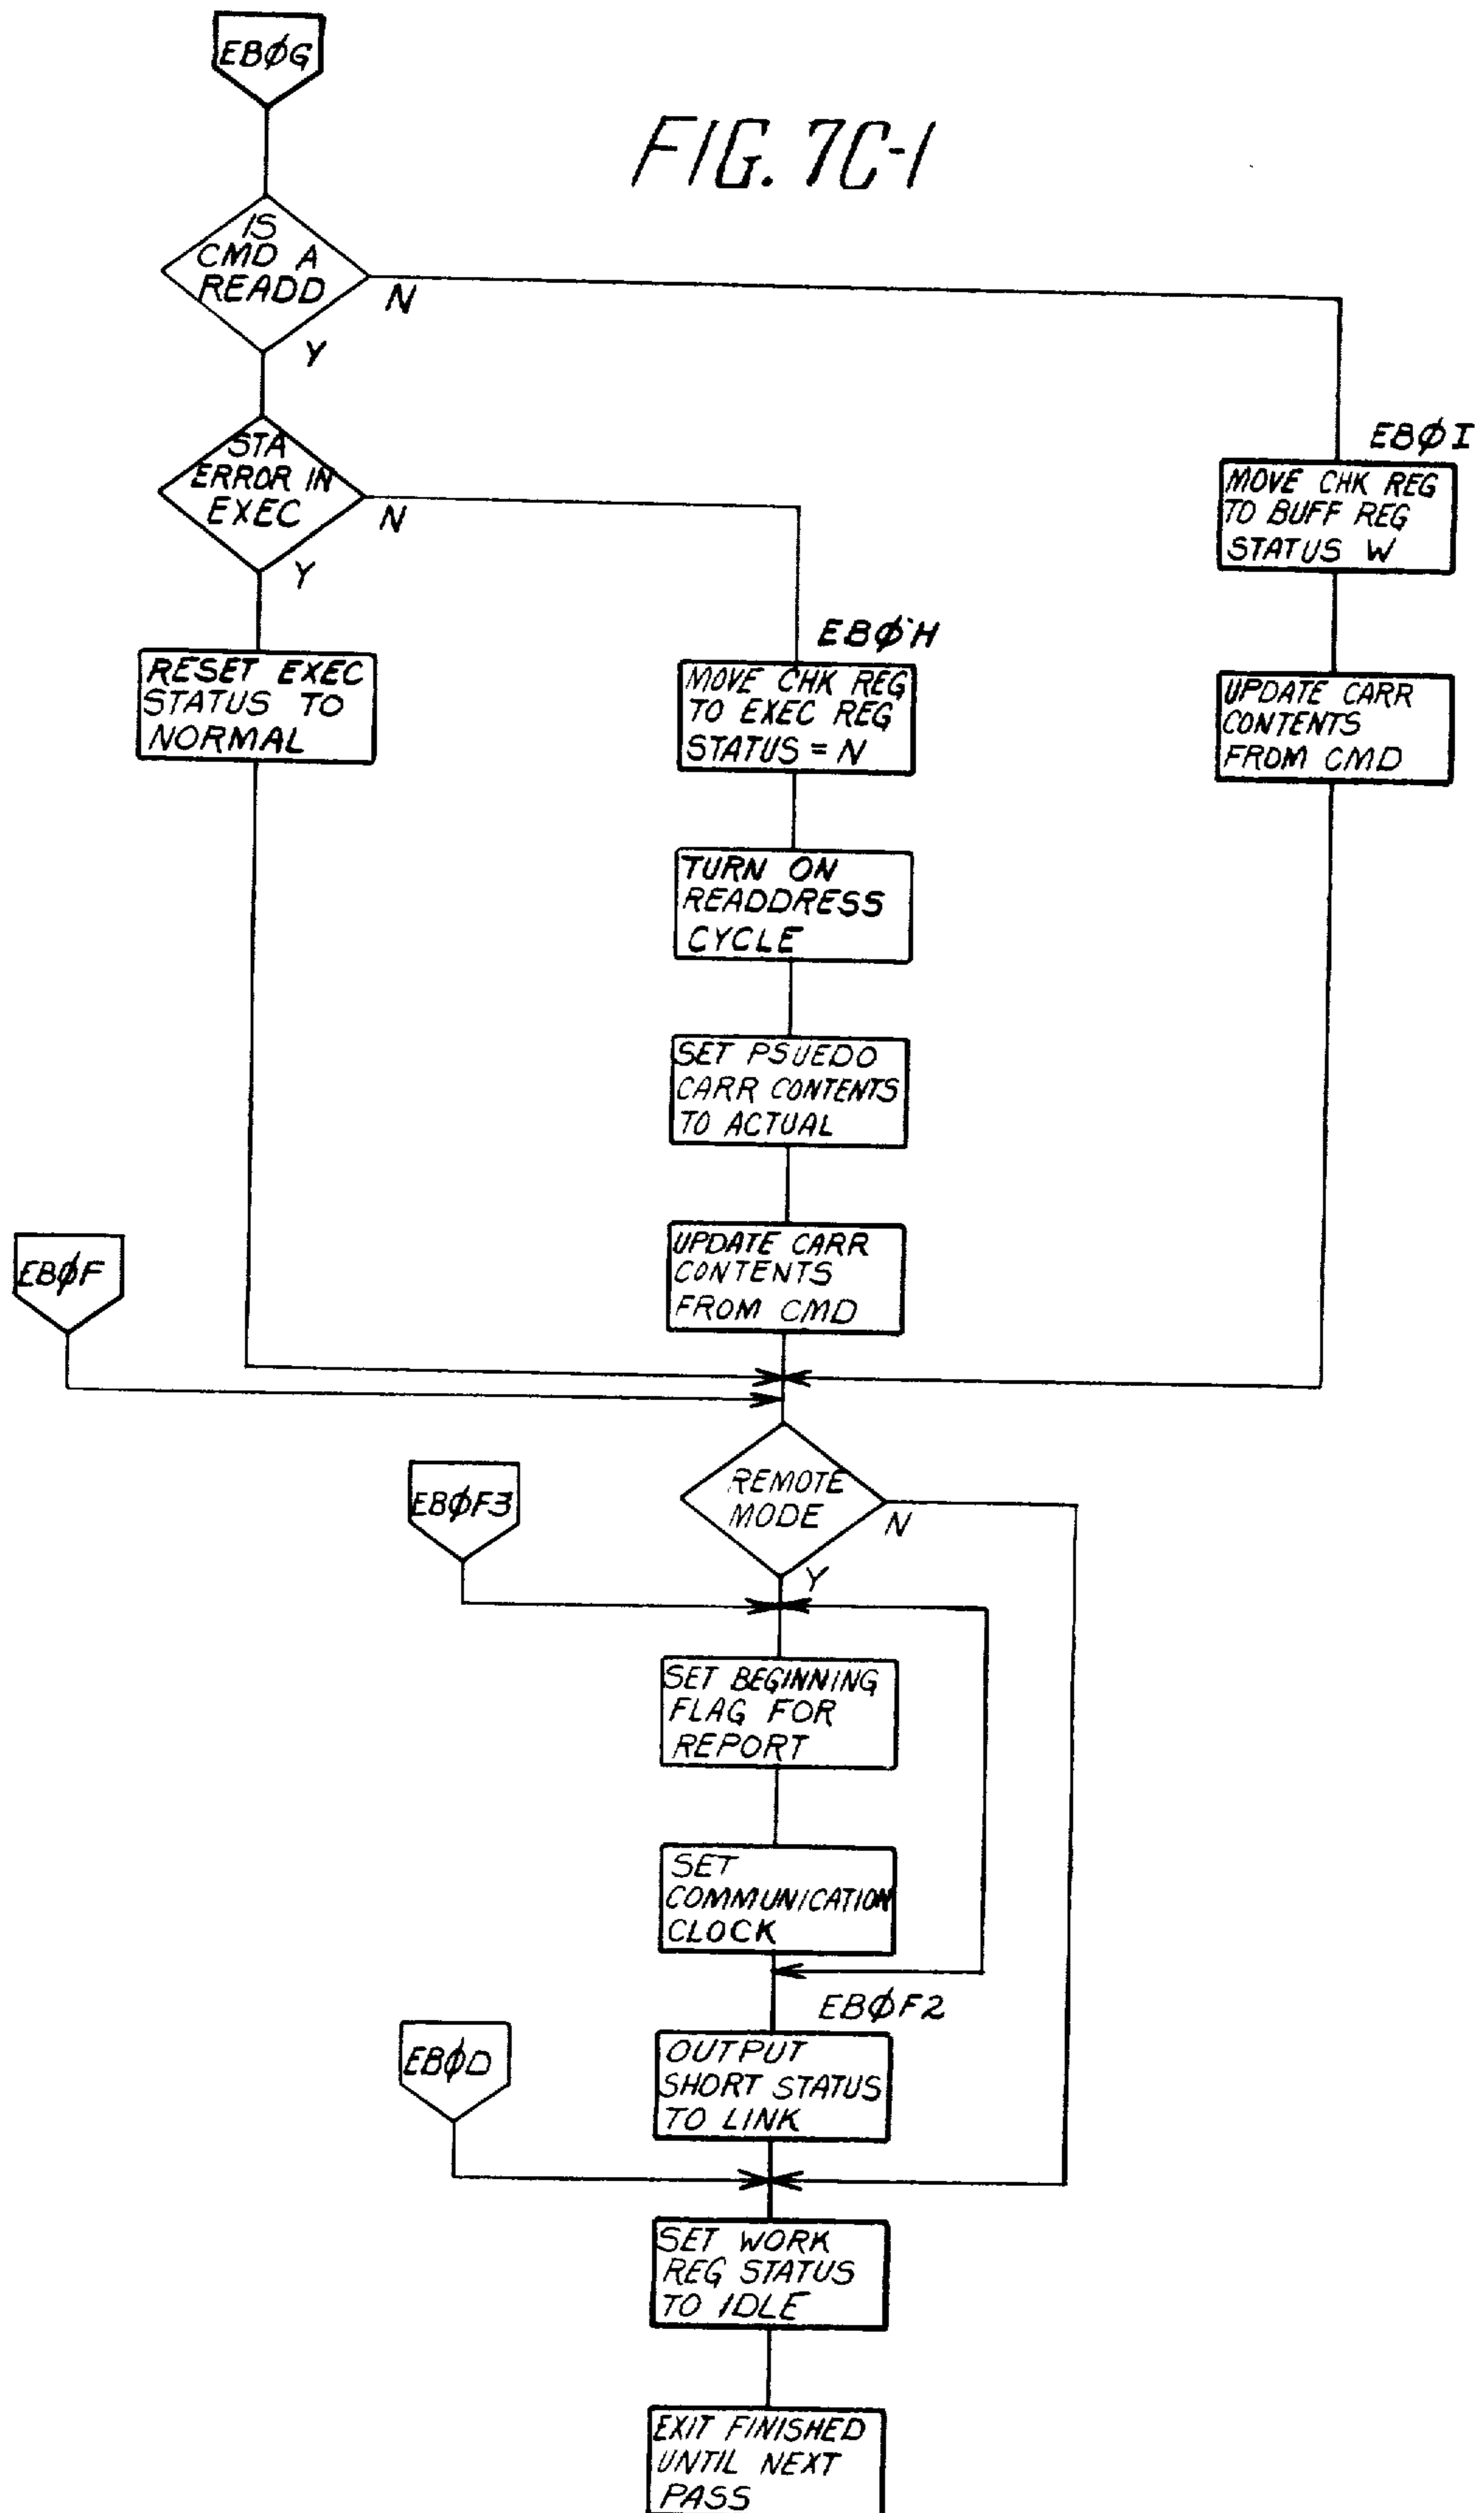 EBØG
FIG. 7C-1
IS
CMD A
READD
N
Y
STA
ERROR IN
EXEC
N
Y
RESET EXEC
STATUS TO
NORMAL
EBØH
MOVE CHK REG
TO EXEC REG
STATUS = N
TURN ON
READDRESS
CYCLE
SET PSUEDO
CARR CONTENTS
TO ACTUAL
UPDATE CARR
CONTENTS
FROM CMD
EBØI
MOVE CHK REG
TO BUFF REG
STATUS W
UPDATE CARR
CONTENTS
FROM CMD
EBØF
REMOTE
MODE
N
Y
EBØF3
SET BEGINNING
FLAG FOR
REPORT
SET
COMMUNICATION
CLOCK
EBØF2
OUTPUT
SHORT STATUS
TO LINK
EBØD
SET WORK
REG STATUS
TO IDLE
EXIT FINISHED
UNTIL NEXT
PASS